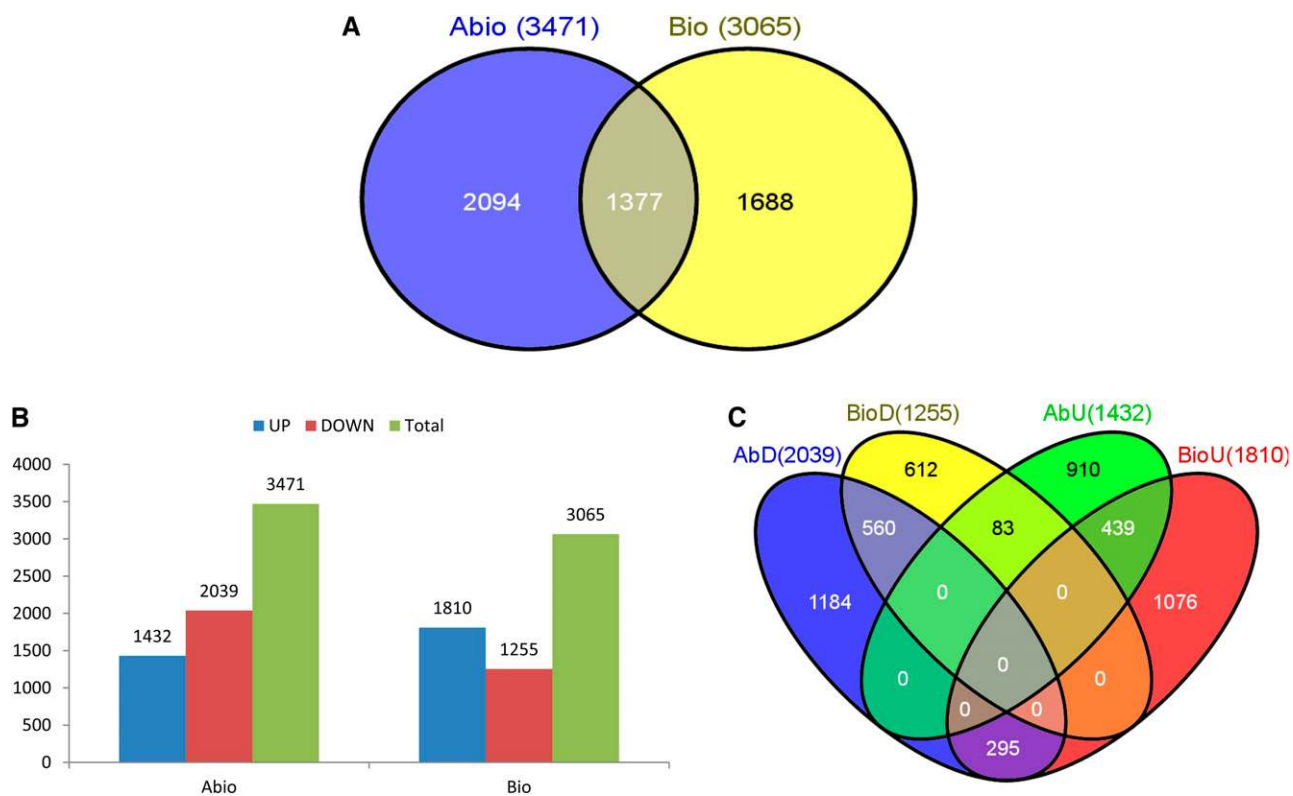 A
Abio (3471) Bio (3065)
2094 1377 1688
B
UP DOWN Total
4000
3500
3000
2500
2000
1500
1000
500
0
1432 2039 3471
1810 1255 3065
Abio Bio
C
BioD(1255) AbU(1432)
AbD(2039) BioU(1810)
612 910
560 83 439
1184 0 0 1076
0 0 0
0 0
295